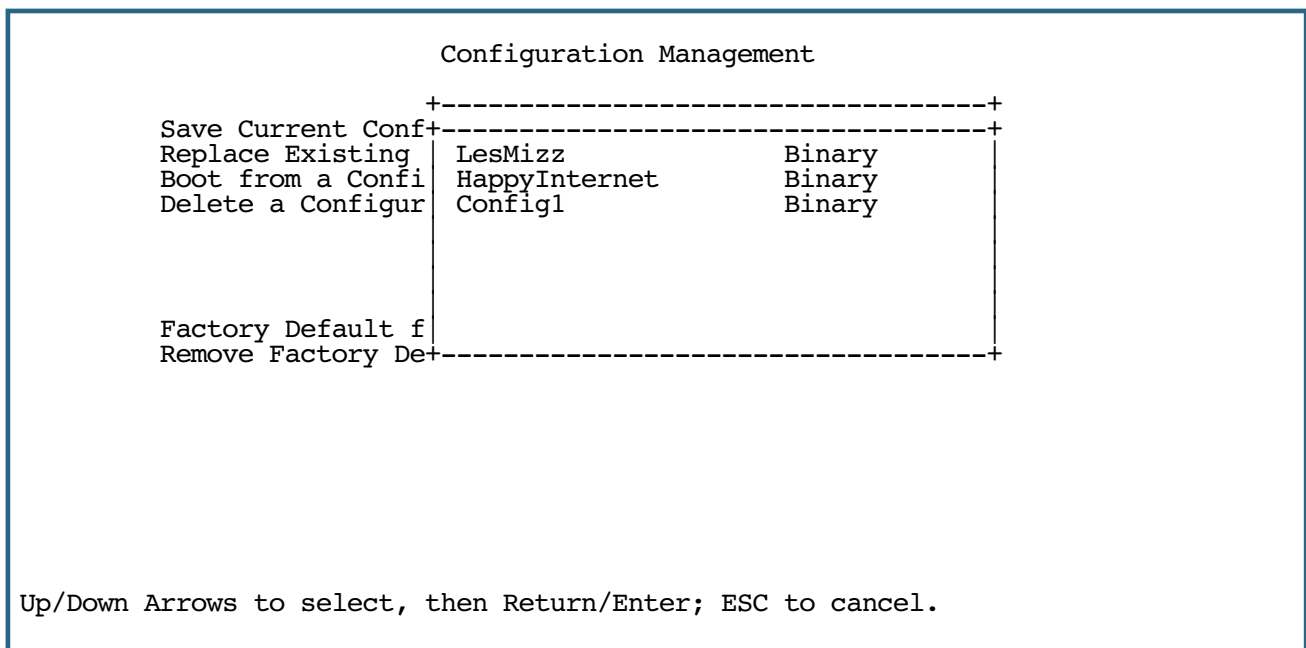 Configuration Management
+-----------------------------------+
Save Current Conf+-----------------------------------+
Replace Existing | LesMizz Binary |
Boot from a Confi| HappyInternet Binary |
Delete a Configur| Config1 Binary |
| |
| |
| |
| |
Factory Default f| |
Remove Factory De+-----------------------------------+
Up/Down Arrows to select, then Return/Enter; ESC to cancel.